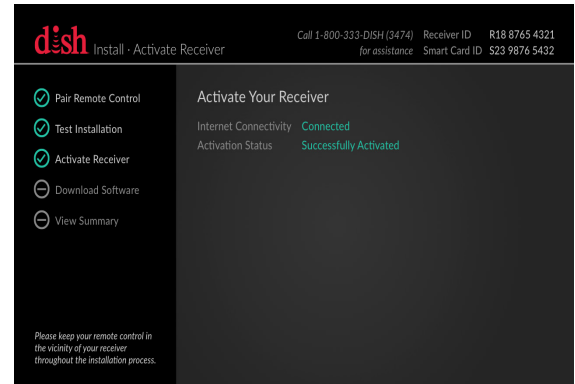 dish Install · Activate Receiver
Call 1-800-333-DISH (3474)
for assistance
Receiver ID R18 8765 4321
Smart Card ID S23 9876 5432
Pair Remote Control
Test Installation
Activate Receiver
Download Software
View Summary
Please keep your remote control in
the vicinity of your receiver
throughout the installation process.
Activate Your Receiver
Internet Connectivity Connected
Activation Status Successfully Activated